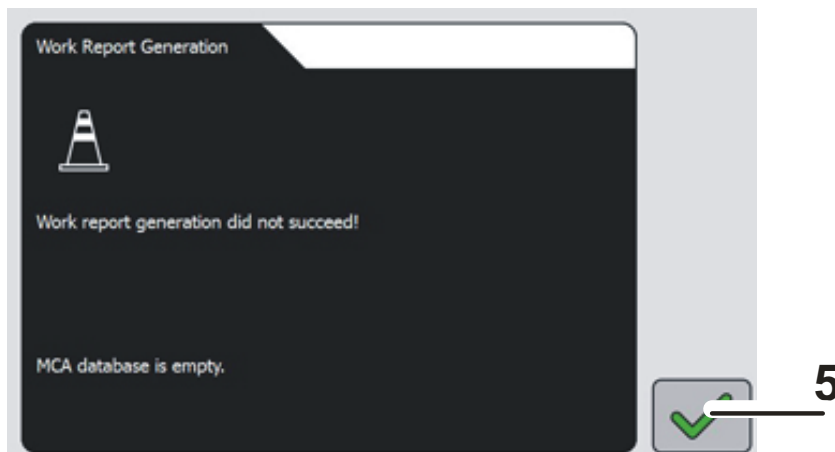 Work Report Generation
Work report generation did not succeed!
MCA database is empty.
5